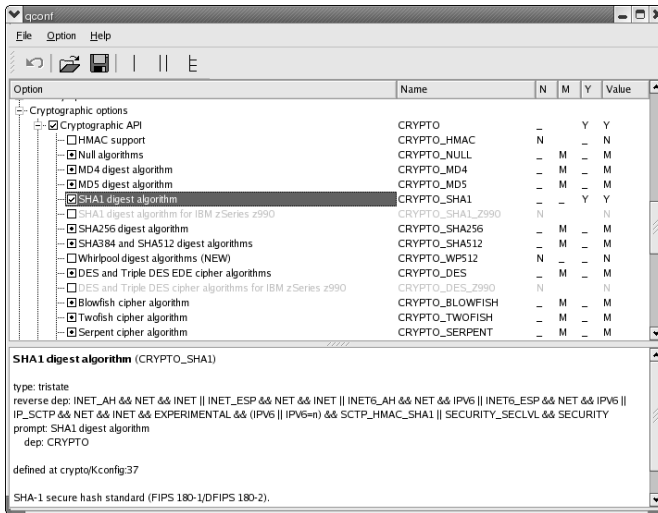 qconf
File Option Help
Option Name N M Y Value
Cryptographic options
Cryptographic API CRYPTO _ Y Y
HMAC support CRYPTO_HMAC N _ N
Null algorithms CRYPTO_NULL _ M _ M
MD4 digest algorithm CRYPTO_MD4 _ M _ M
MD5 digest algorithm CRYPTO_MD5 _ M _ M
SHA1 digest algorithm CRYPTO_SHA1 _ _ Y Y
SHA1 digest algorithm for IBM zSeries z990 CRYPTO_SHA1_Z990 N N
SHA256 digest algorithm CRYPTO_SHA256 _ M _ M
SHA384 and SHA512 digest algorithms CRYPTO_SHA512 _ M _ M
Whirlpool digest algorithms (NEW) CRYPTO_WP512 N _ _ N
DES and Triple DES EDE cipher algorithms CRYPTO_DES _ M _ M
DES and Triple DES cipher algorithms for IBM zSeries z990 CRYPTO_DES_Z990 N N
Blowfish cipher algorithm CRYPTO_BLOWFISH _ M _ M
Twofish cipher algorithm CRYPTO_TWOFISH _ M _ M
Serpent cipher algorithm CRYPTO_SERPENT _ M _ M
SHA1 digest algorithm (CRYPTO_SHA1)
type: tristate
reverse dep: INET_AH && NET && INET || INET_ESP && NET && INET || INET6_AH && NET && IPV6 || INET6_ESP && NET && IPV6 ||
IP_SCTP && NET && INET && EXPERIMENTAL && (IPV6 || IPV6=n) && SCTP_HMAC_SHA1 || SECURITY_SECLVL && SECURITY
prompt: SHA1 digest algorithm
dep: CRYPTO
defined at crypto/Kconfig:37
SHA-1 secure hash standard (FIPS 180-1/DFIPS 180-2).